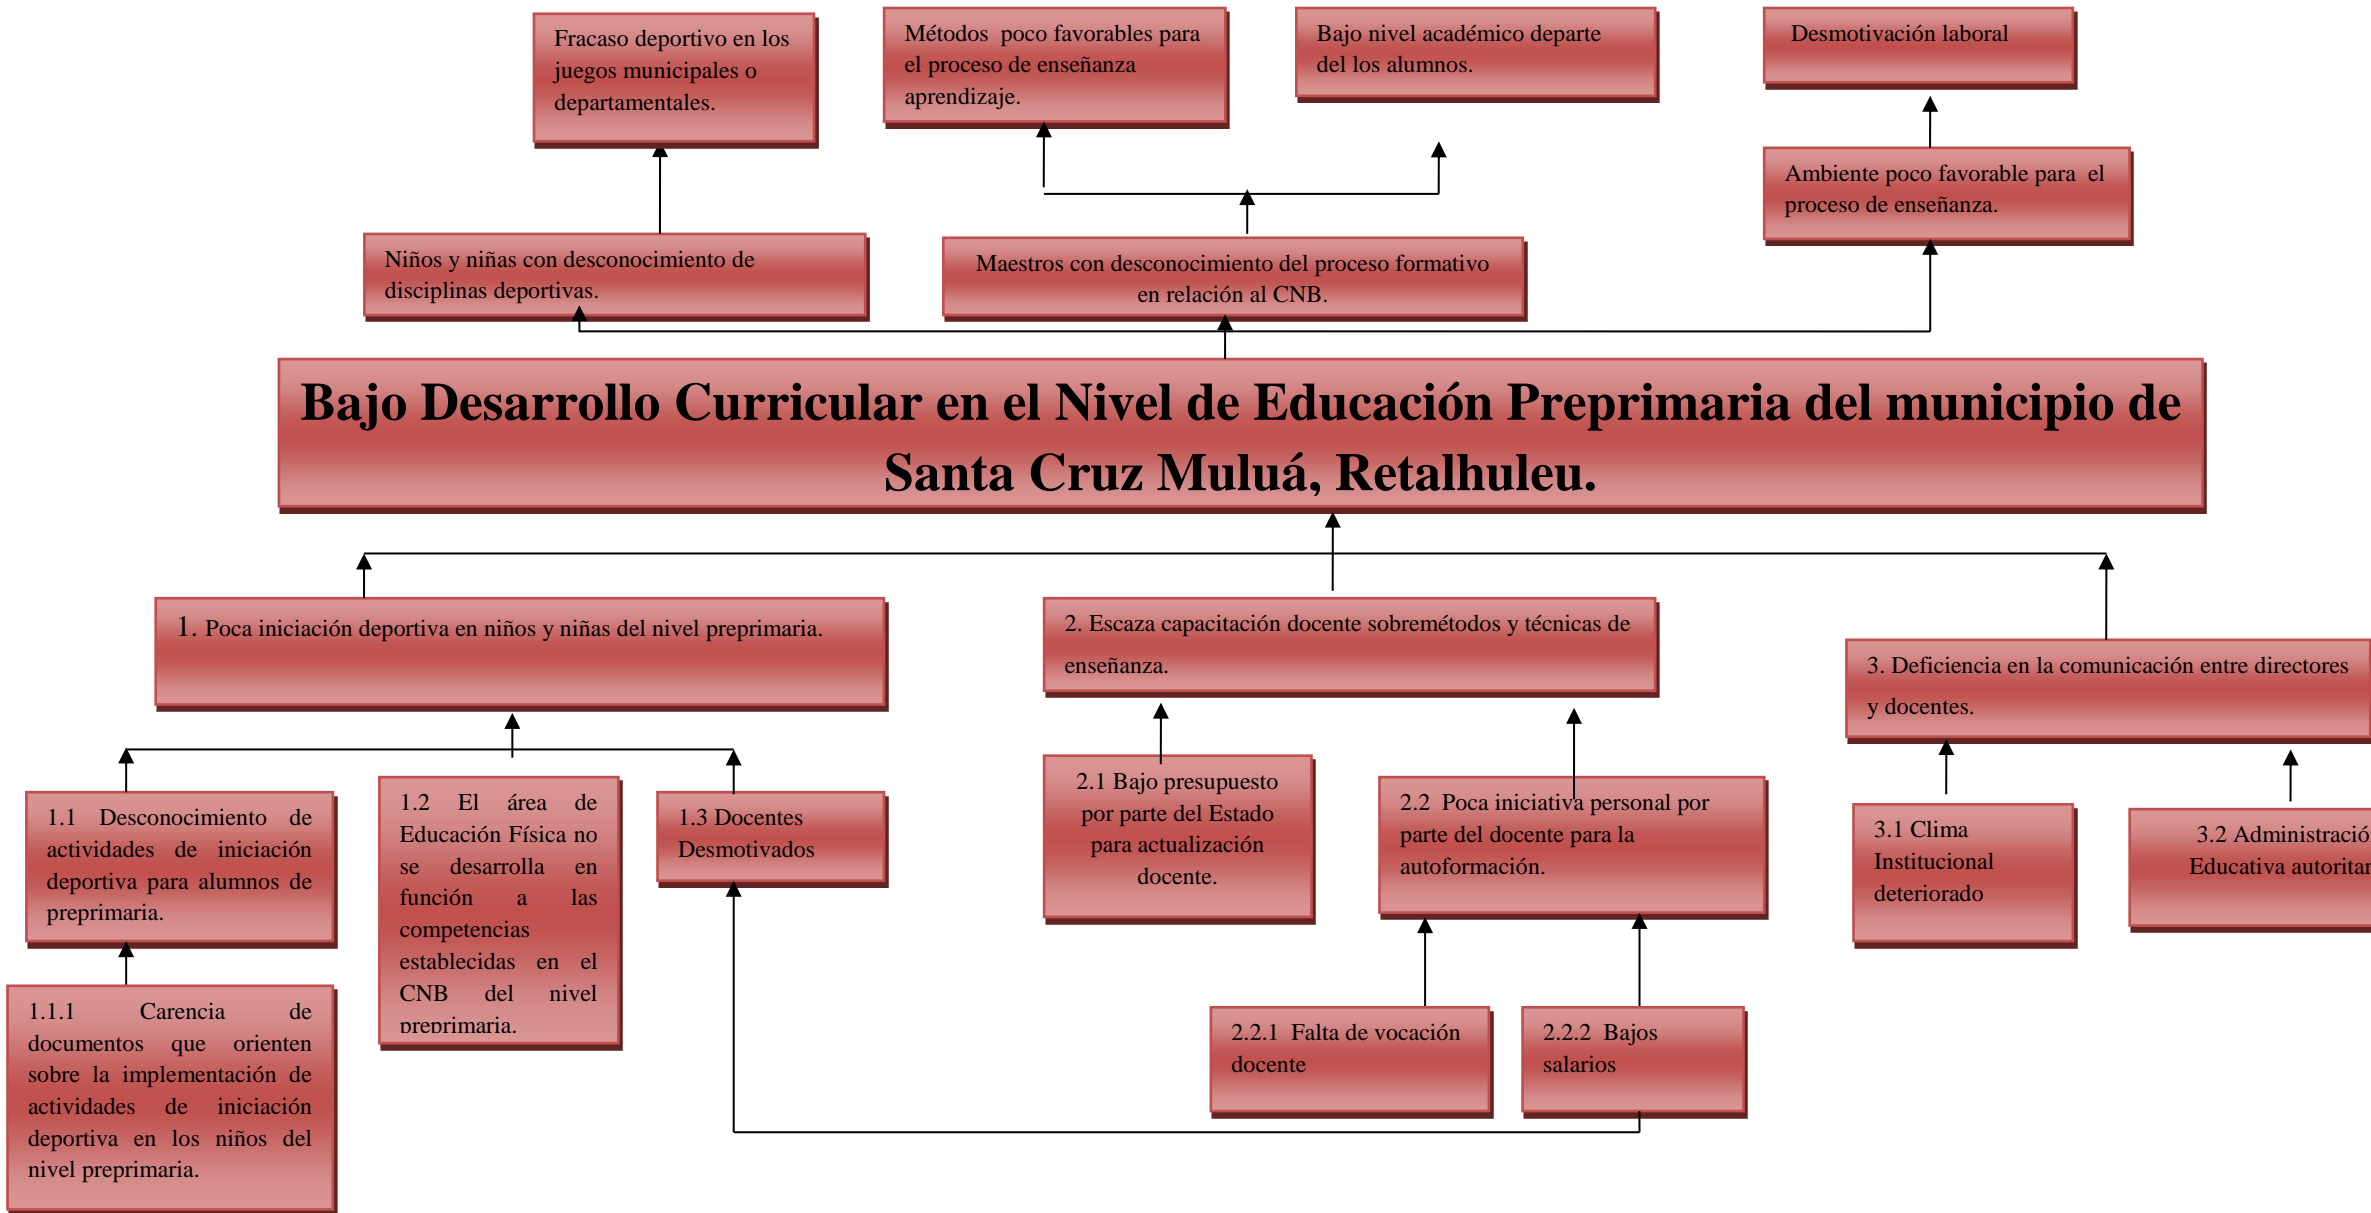 Fracaso deportivo en los
juegos municipales o
departamentales.
Métodos poco favorables para
el proceso de enseñanza
aprendizaje.
Bajo nivel académico departe
del los alumnos.
Desmotivación laboral
Ambiente poco favorable para el
proceso de enseñanza.
Niños y niñas con desconocimiento de
disciplinas deportivas.
Maestros con desconocimiento del proceso formativo
en relación al CNB.
Bajo Desarrollo Curricular en el Nivel de Educación Preprimaria del municipio de
Santa Cruz Muluá, Retalhuleu.
1. Poca iniciación deportiva en niños y niñas del nivel preprimaria.
2. Escaza capacitación docente sobremétodos y técnicas de
enseñanza.
3. Deficiencia en la comunicación entre directores
y docentes.
1.1 Desconocimiento de
actividades de iniciación
deportiva para alumnos de
preprimaria.
1.2 El área de
Educación Física no
se desarrolla en
función a las
competencias
establecidas en el
CNB del nivel
preprimaria.
1.3 Docentes
Desmotivados
2.1 Bajo presupuesto
por parte del Estado
para actualización
docente.
2.2 Poca iniciativa personal por
parte del docente para la
autoformación.
3.1 Clima
Institucional
deteriorado
3.2 Administració
Educativa autorita
1.1.1 Carencia de
documentos que orienten
sobre la implementación de
actividades de iniciación
deportiva en los niños del
nivel preprimaria.
2.2.1 Falta de vocación
docente
2.2.2 Bajos
salarios